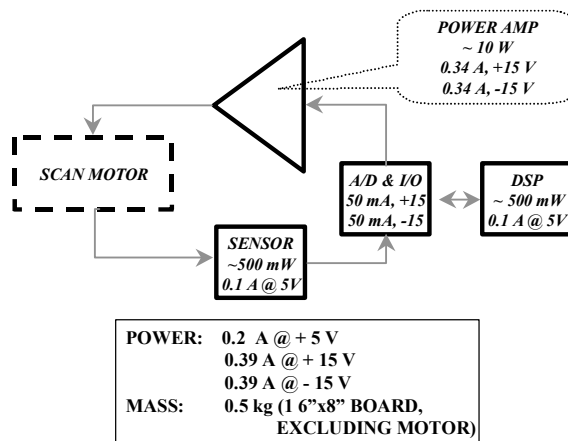 POWER AMP
~ 10 W
0.34 A, +15 V
0.34 A, -15 V
SCAN MOTOR
A/D & I/O
50 mA, +15
50 mA, -15
DSP
~ 500 mW
0.1 A @ 5V
SENSOR
~500 mW
0.1 A @ 5V
POWER: 0.2 A @ + 5 V
0.39 A @ + 15 V
0.39 A @ - 15 V
MASS: 0.5 kg (1 6”x8” BOARD,
EXCLUDING MOTOR)